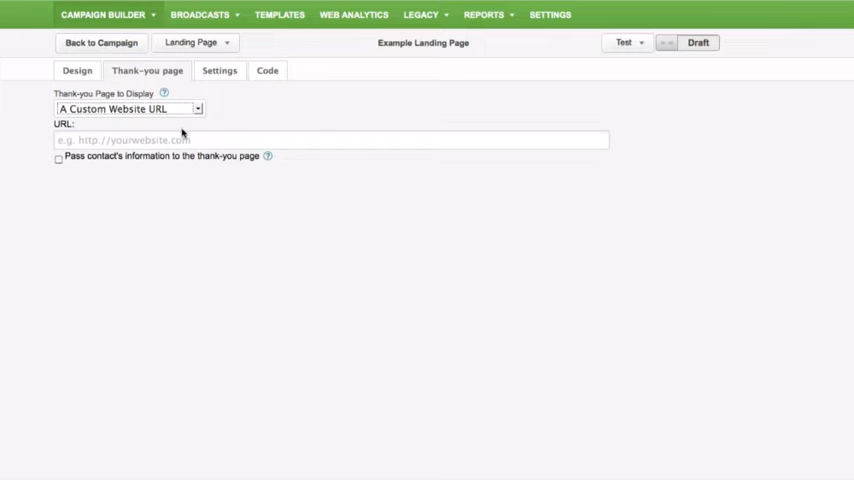 CAMPAIGN BUILDER BROADCASTS TEMPLATES WEB ANALYTICS LEGACY REPORTS SETTINGS
Back to Campaign Landing Page Example Landing Page Test Draft
Design Thank-you page Settings Code
Thank-you Page to Display ?
A Custom Website URL
URL:
e.g. http://yourwebsite.com
Pass contact's information to the thank-you page ?